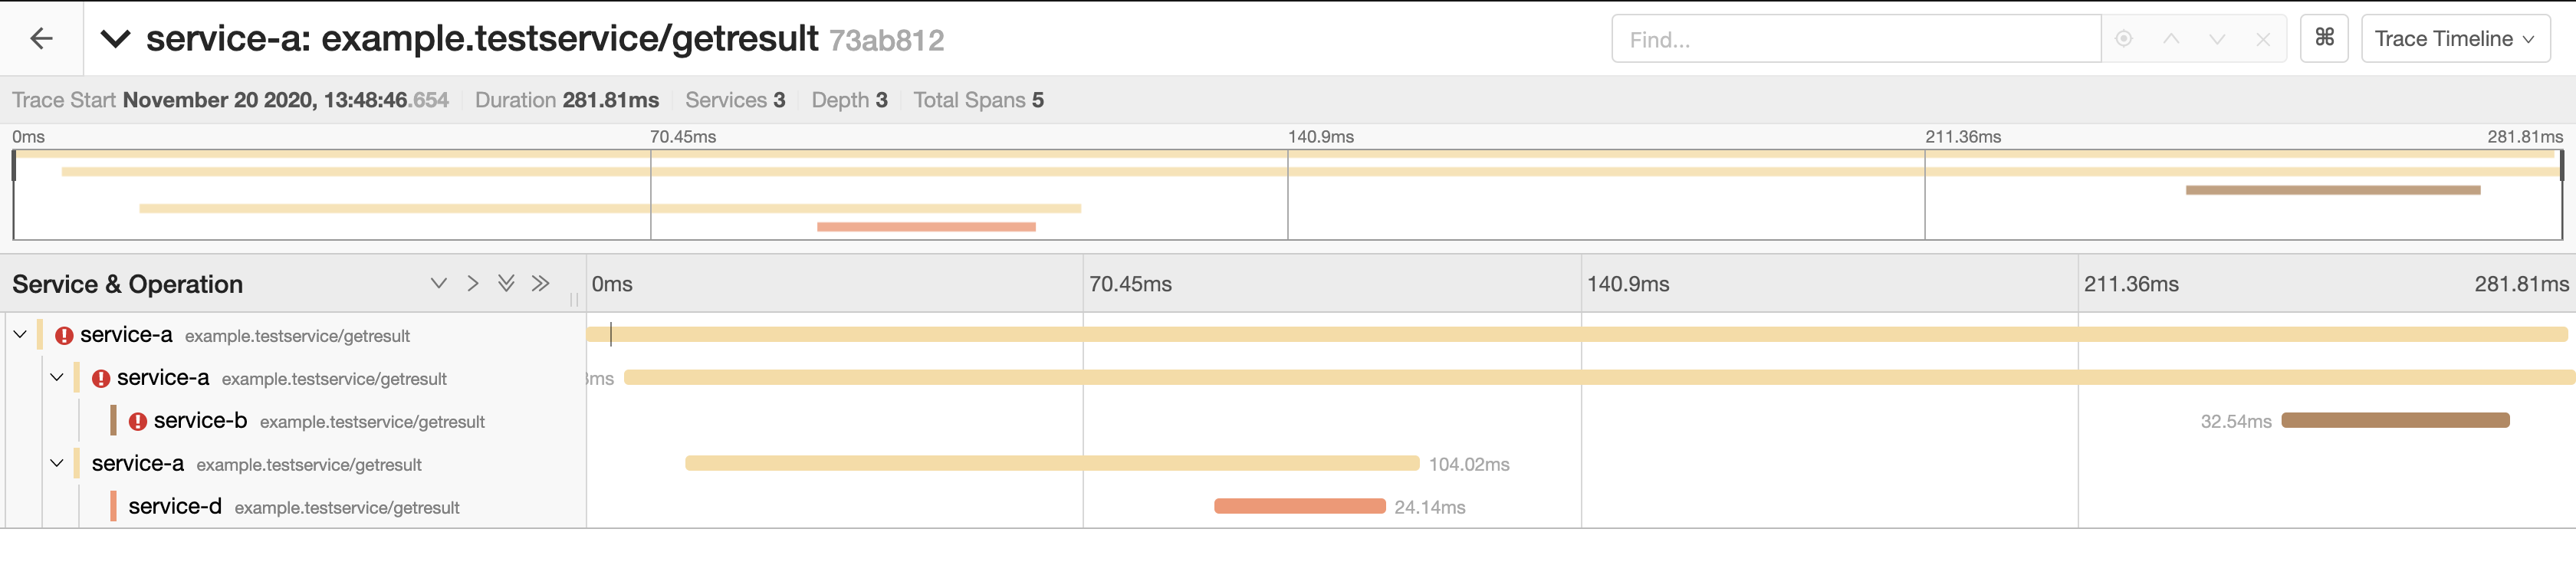 service-a: example.testservice/getresult 73ab812
Find...
⌘
Trace Timeline
Trace Start November 20 2020, 13:48:46.654 Duration 281.81ms Services 3 Depth 3 Total Spans 5
0ms 70.45ms 140.9ms 211.36ms 281.81ms
Service & Operation 0ms 70.45ms 140.9ms 211.36ms 281.81ms
service-a example.testservice/getresult
service-a example.testservice/getresult
service-b example.testservice/getresult 32.54ms
service-a example.testservice/getresult 104.02ms
service-d example.testservice/getresult 24.14ms